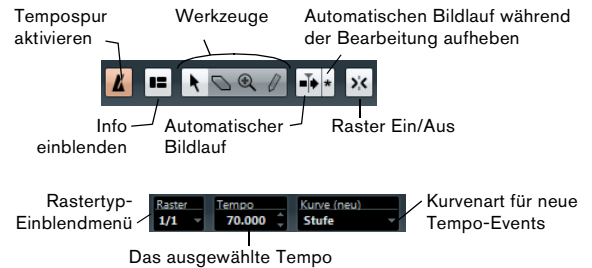 Tempospur
aktivieren
Werkzeuge
Automatischen Bildlauf während
der Bearbeitung aufheben
Info
einblenden
Automatischer
Bildlauf
Raster Ein/Aus
Rastertyp-
Einblendmenü
Raster
1/1
Tempo
70.000
Kurve (neu)
Stufe
Kurvenart für neue
Tempo-Events
Das ausgewählte Tempo